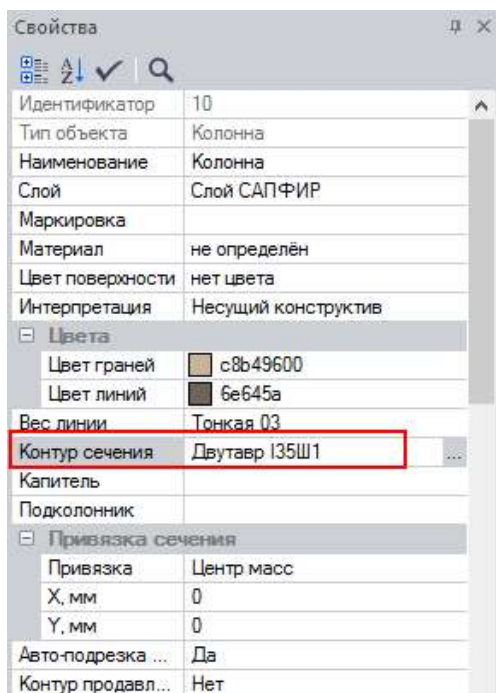 Свойства
Идентификатор 10
Тип объекта Колонна
Наименование Колонна
Слой Слой САПФИР
Маркировка
Материал не определён
Цвет поверхности нет цвета
Интерпретация Несущий конструктив
Цвета
Цвет граней c8b49600
Цвет линий 6e645a
Вес линии Тонкая 03
Контур сечения Двутавр I35Ш1 ...
Капитель
Подколонник
Привязка сечения
Привязка Центр масс
X, мм 0
Y, мм 0
Авто-подрезка ... Да
Контур продавл... Нет